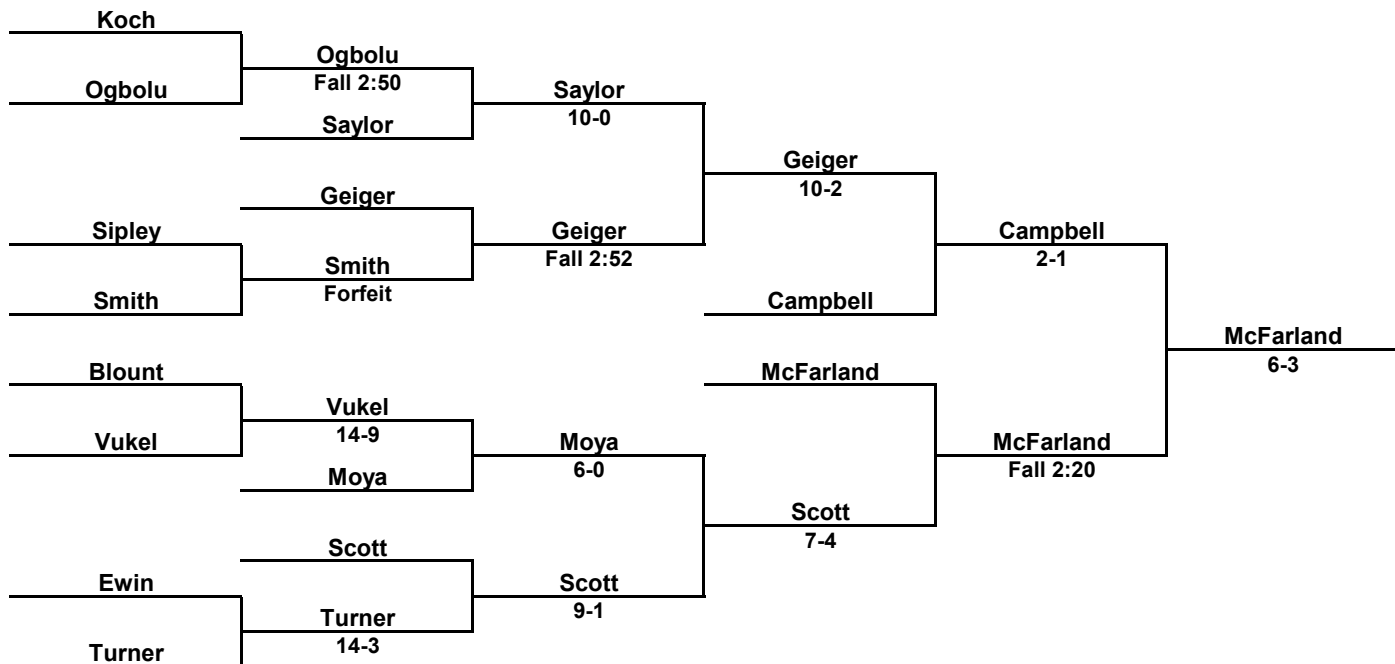 Koch
Ogbolu
Fall 2:50
Ogbolu
Saylor
10-0
Saylor
Geiger
10-2
Geiger
Sipley
Geiger
Fall 2:52
Campbell
2-1
Smith
Forfeit
Smith
Campbell
McFarland
6-3
Blount
McFarland
Vukel
14-9
Vukel
Moya
6-0
McFarland
Fall 2:20
Moya
Scott
7-4
Scott
Ewin
Scott
9-1
Turner
14-3
Turner